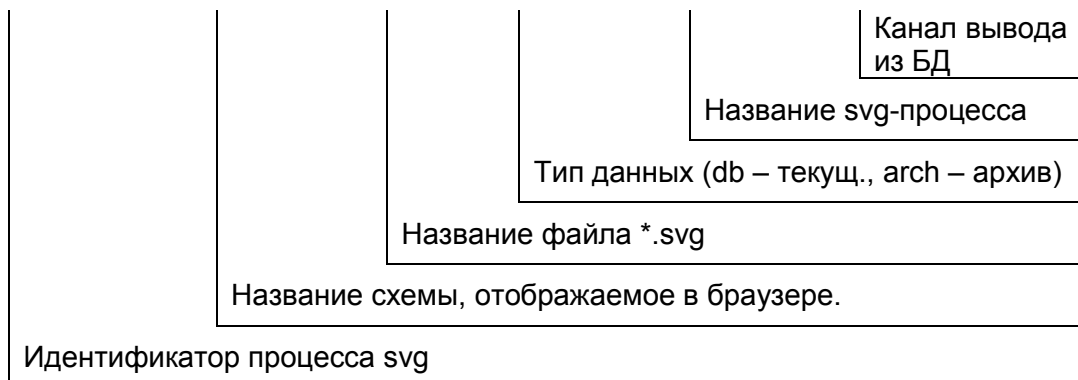 Канал вывода
из БД
Название svg-процесса
Тип данных (db – текущ., arch – архив)
Название файла *.svg
Название схемы, отображаемое в браузере.
Идентификатор процесса svg